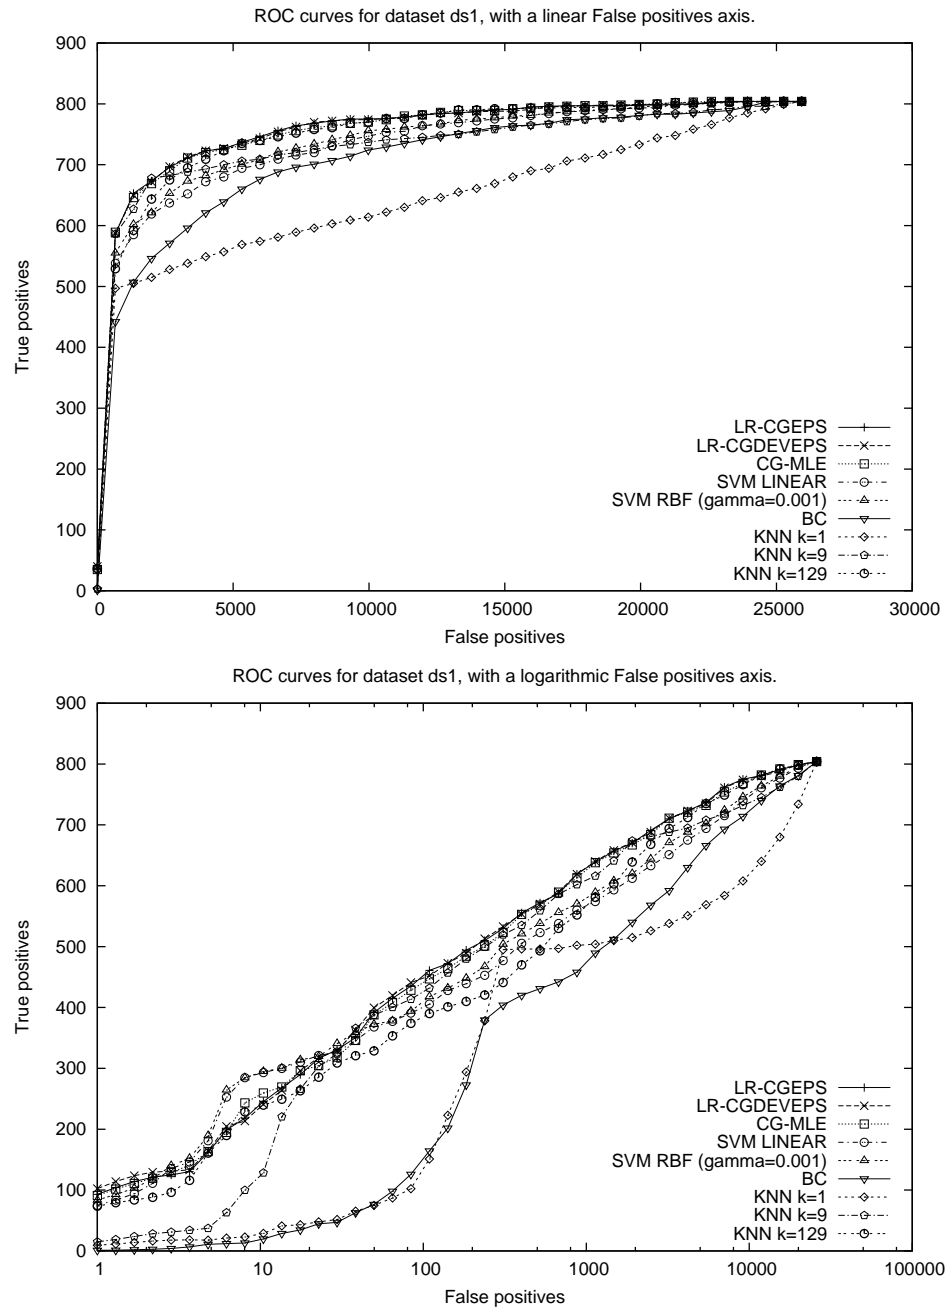 ROC curves for dataset ds1, with a linear False positives axis.
900
800
700
600
500
400
300
200
100
0
True positives
LR-CGEPS
LR-CGDEVEPS
CG-MLE
SVM LINEAR
SVM RBF (gamma=0.001)
BC
KNN k=1
KNN k=9
KNN k=129
0 5000 10000 15000 20000 25000 30000
False positives
ROC curves for dataset ds1, with a logarithmic False positives axis.
900
800
700
600
500
400
300
200
100
0
True positives
LR-CGEPS
LR-CGDEVEPS
CG-MLE
SVM LINEAR
SVM RBF (gamma=0.001)
BC
KNN k=1
KNN k=9
KNN k=129
1 10 100 1000 10000 100000
False positives